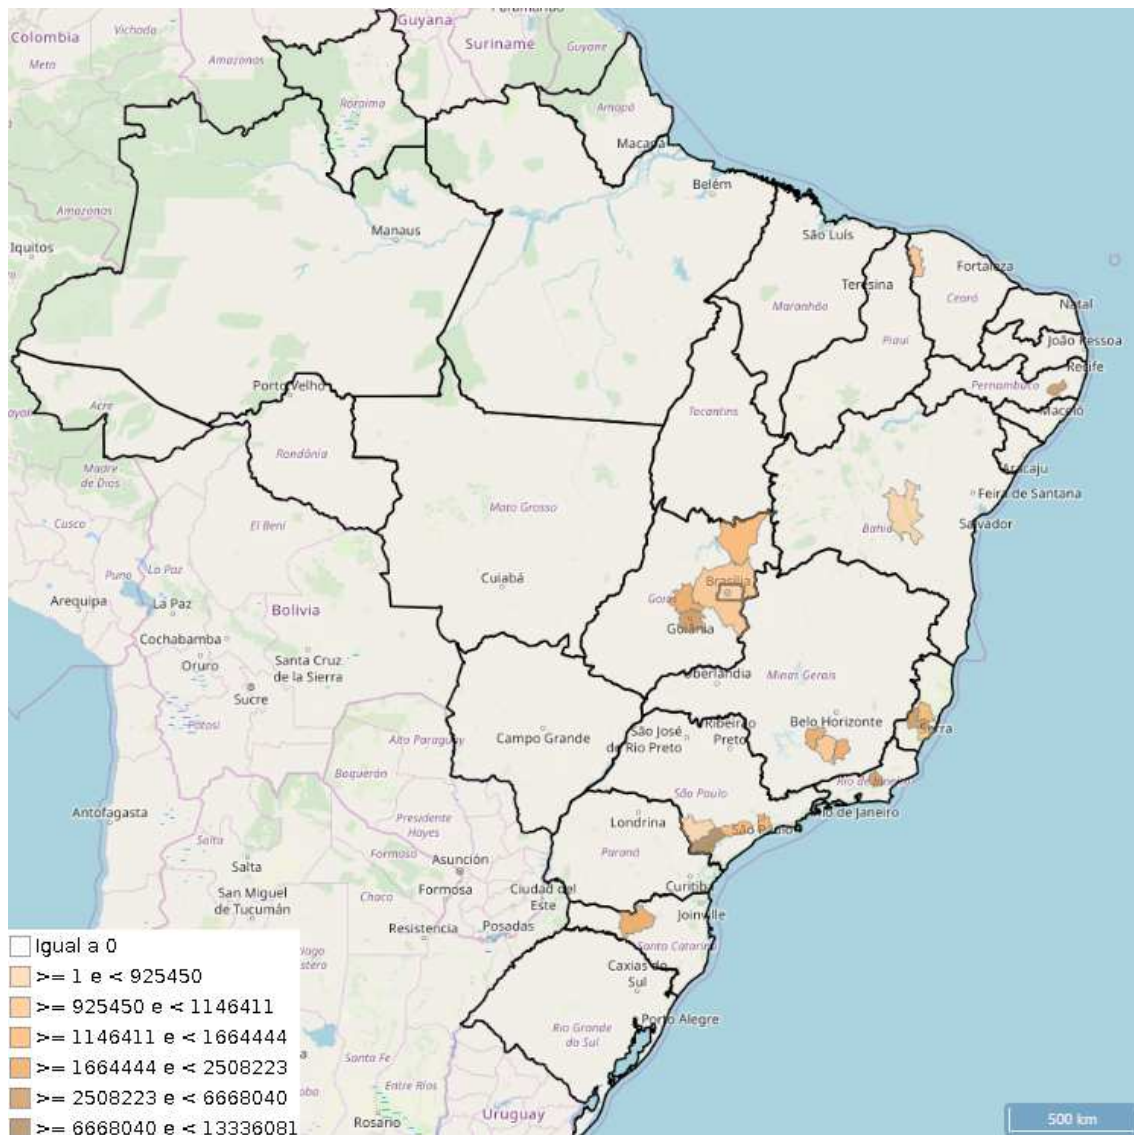 Paramaribo
Guyana
Colombia
Vichada
Suriname
Guyane
Meta
Amazonas
Roraima
Amapá
Macapá
Belém
Amazonas
Manaus
São Luís
Iquitos
Fortaleza
Teresina
Ceará
Maranhão
Natal
Piauí
João Pessoa
Recife
Porto Velho
Pernambuco
Acre
Tocantins
Maceió
Rondônia
Madre
de Dios
Aracaju
Feira de Santana
Mato Grosso
Cusco
El Beni
Bahia
Salvador
Puno
La Paz
Cuiabá
Brasília
Arequipa
La Paz
Bolivia
Goiás
Goiânia
Cochabamba
Oruro
Santa Cruz
de la Sierra
Uberlandia
Minas Gerais
Sucre
Potosí
Belo Horizonte
Serra
Alto Paraguay
Campo Grande
São José
do Rio Preto
Ribeirão
Preto
Boquerón
Rio de Janeiro
São Paulo
Antofagasta
Presidente
Hayes
Londrina
São Paulo
Rio de Janeiro
Salta
Formosa
Asunción
Paraná
Salta
Chaco
Formosa
Ciudad del
Este
Curitiba
San Miguel
de Tucumán
Resistencia
Posadas
Joinville
Santa Catarina
Igual a 0
Caxias do
Sul
>= 1 e < 925450
>= 925450 e < 1146411
Porto Alegre
Rio Grande
do Sul
>= 1146411 e < 1664444
Santa Fe
>= 1664444 e < 2508223
Entre Ríos
>= 2508223 e < 6668040
Uruguay
500 km
Rosario
>= 6668040 e < 13336081